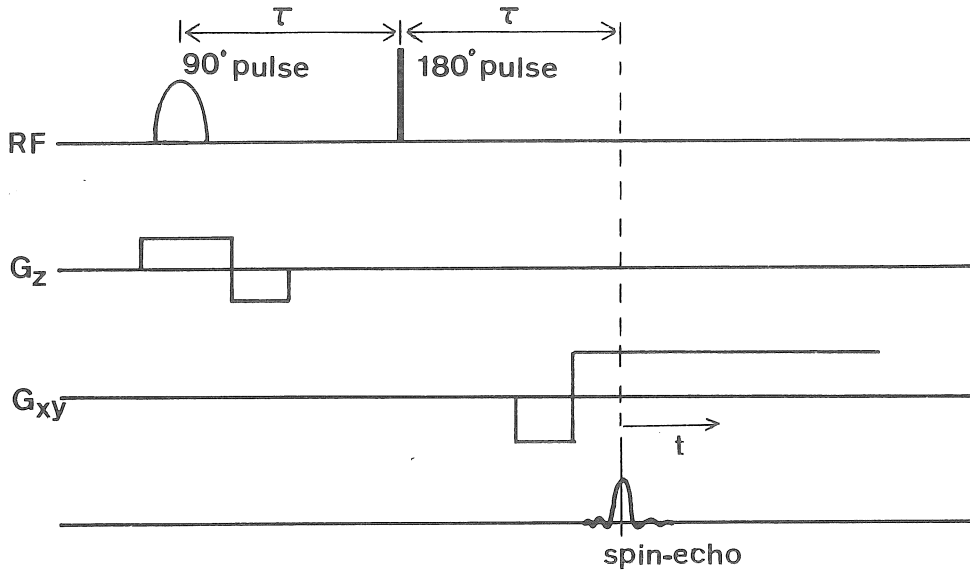 τ τ
90° pulse 180° pulse
RF
Gz
Gxy
t
spin-echo